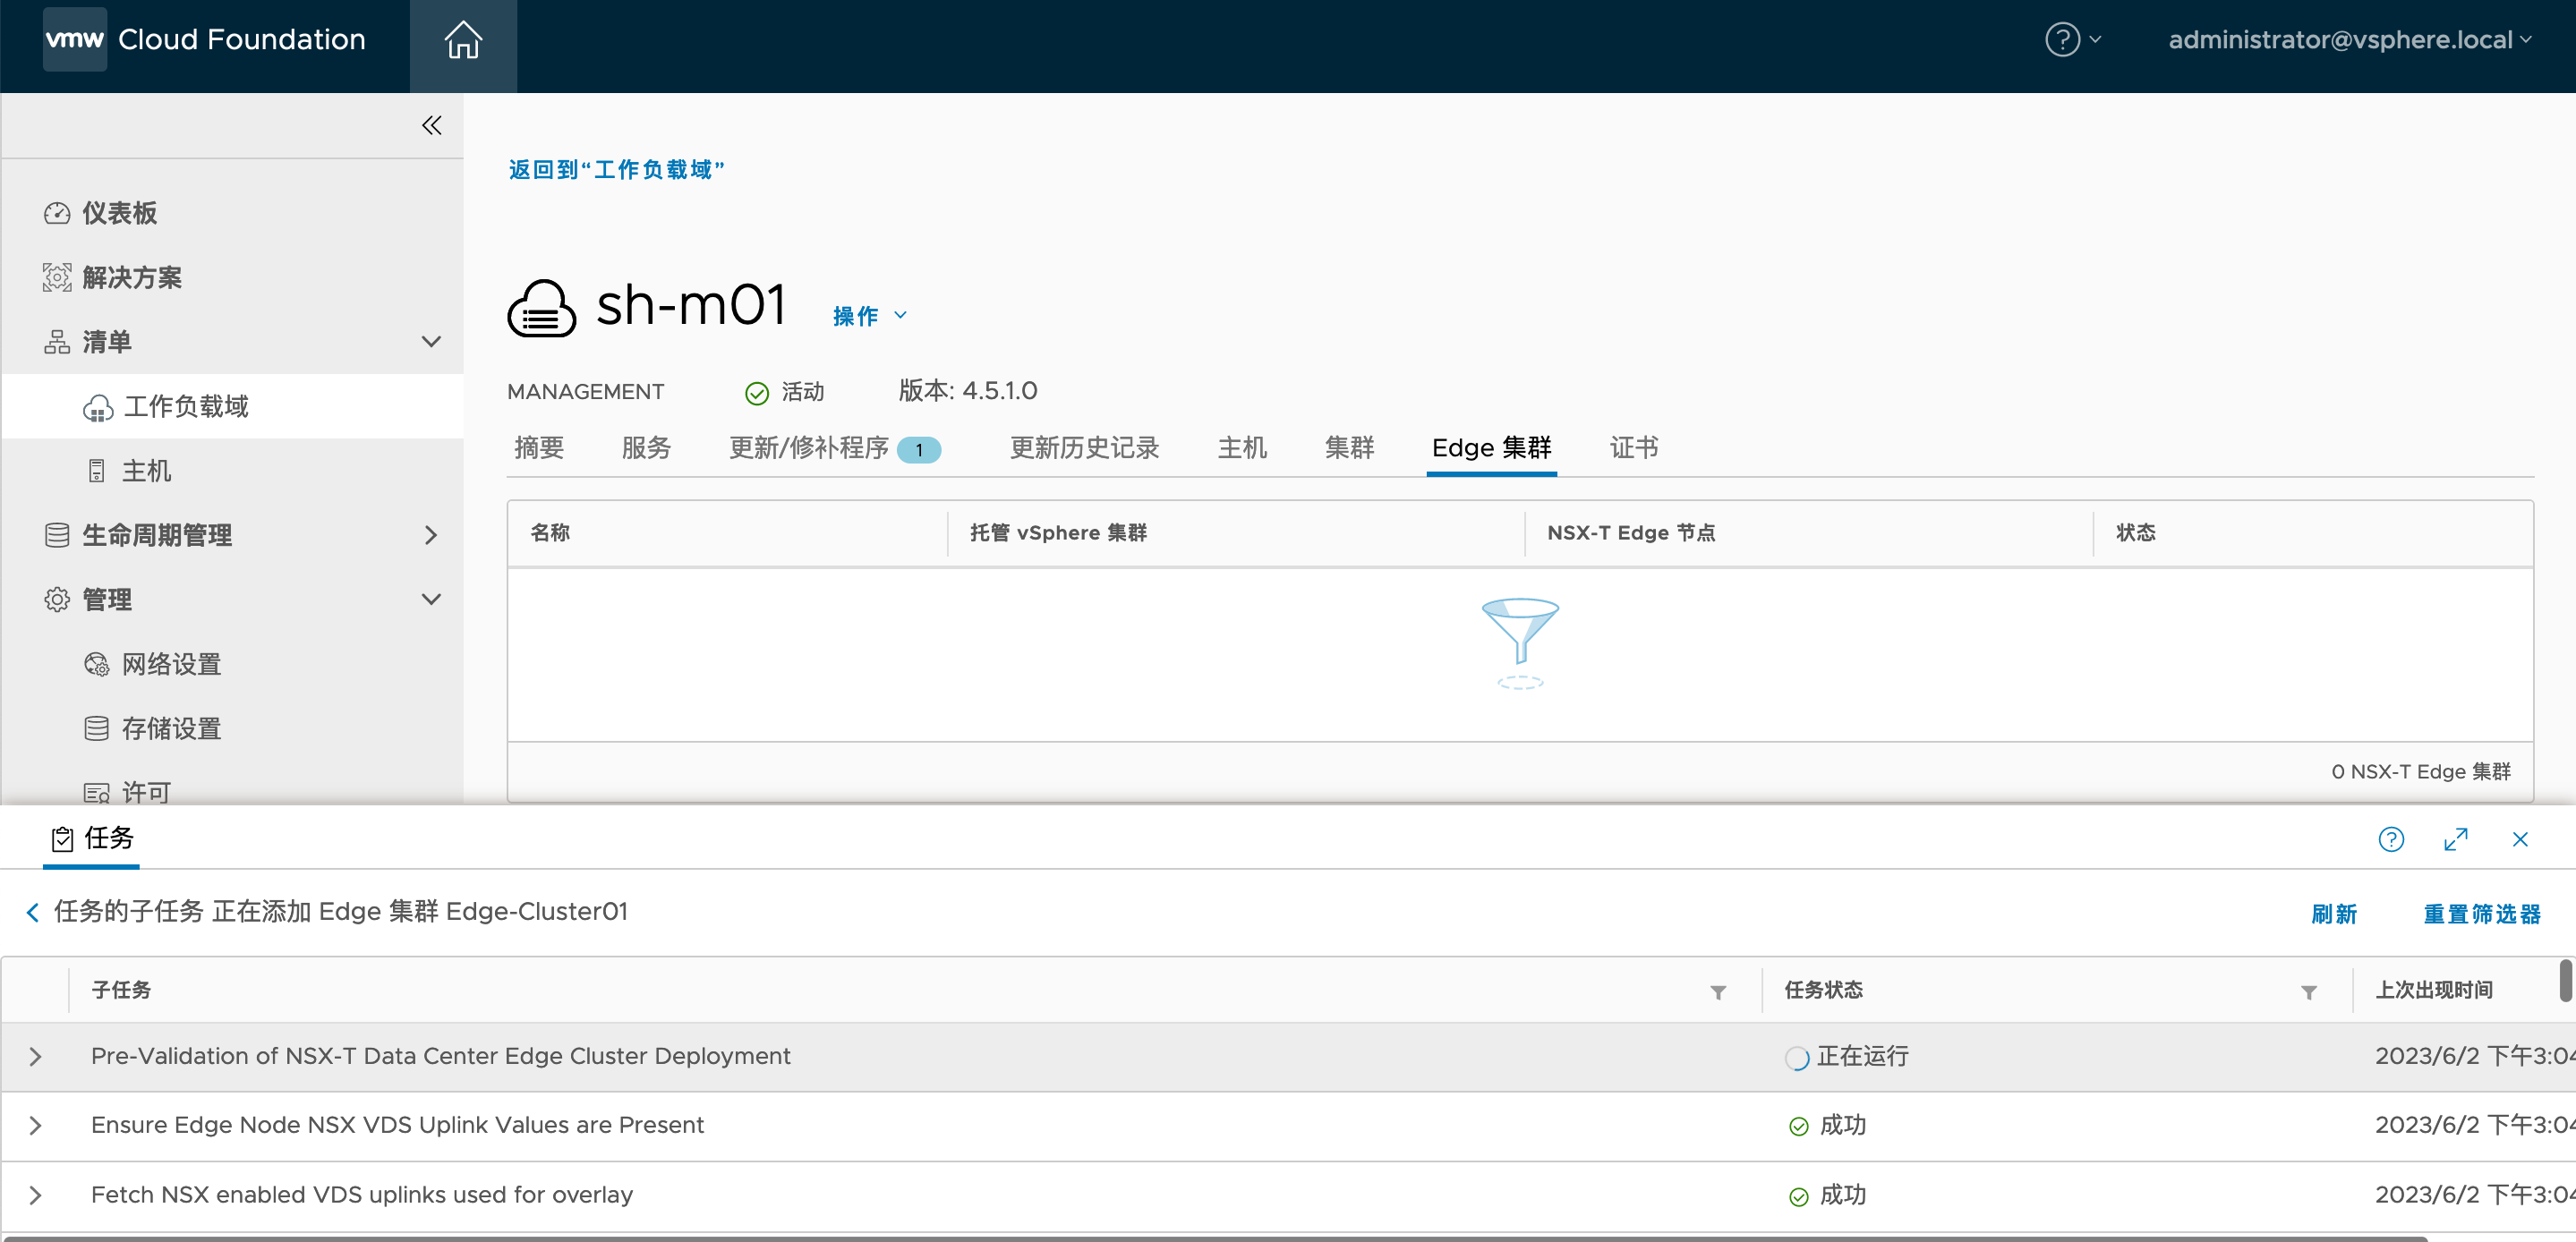 vmw Cloud Foundation
administrator@vsphere.local
仪表板
解决方案
清单
工作负载域
主机
生命周期管理
管理
网络设置
存储设置
许可
返回到“工作负载域”
sh-m01 操作
MANAGEMENT 活动 版本: 4.5.1.0
摘要 服务 更新/修补程序 1 更新历史记录 主机 集群 Edge 集群 证书
名称 托管 vSphere 集群 NSX-T Edge 节点 状态
0 NSX-T Edge 集群
任务
任务的子任务 正在添加 Edge 集群 Edge-Cluster01 刷新 重置筛选器
子任务 任务状态 上次出现时间
Pre-Validation of NSX-T Data Center Edge Cluster Deployment 正在运行 2023/6/2 下午3:04
Ensure Edge Node NSX VDS Uplink Values are Present 成功 2023/6/2 下午3:04
Fetch NSX enabled VDS uplinks used for overlay 成功 2023/6/2 下午3:04